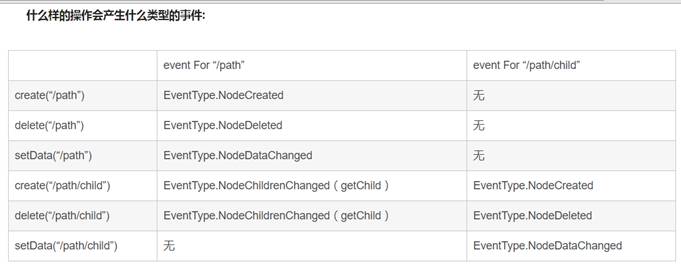 什么样的操作会产生什么类型的事件:
event For “/path” event For “/path/child”
create(“/path”) EventType.NodeCreated 无
delete(“/path”) EventType.NodeDeleted 无
setData(“/path”) EventType.NodeDataChanged 无
create(“/path/child”) EventType.NodeChildrenChanged（getChild） EventType.NodeCreated
delete(“/path/child”) EventType.NodeChildrenChanged（getChild） EventType.NodeDeleted
setData(“/path/child”) 无 EventType.NodeDataChanged